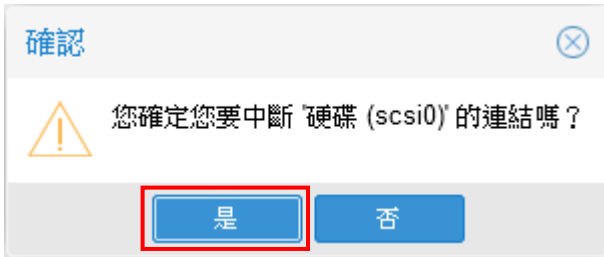 確認
您確定您要中斷 '硬碟 (scsi0)' 的連結嗎？
是
否